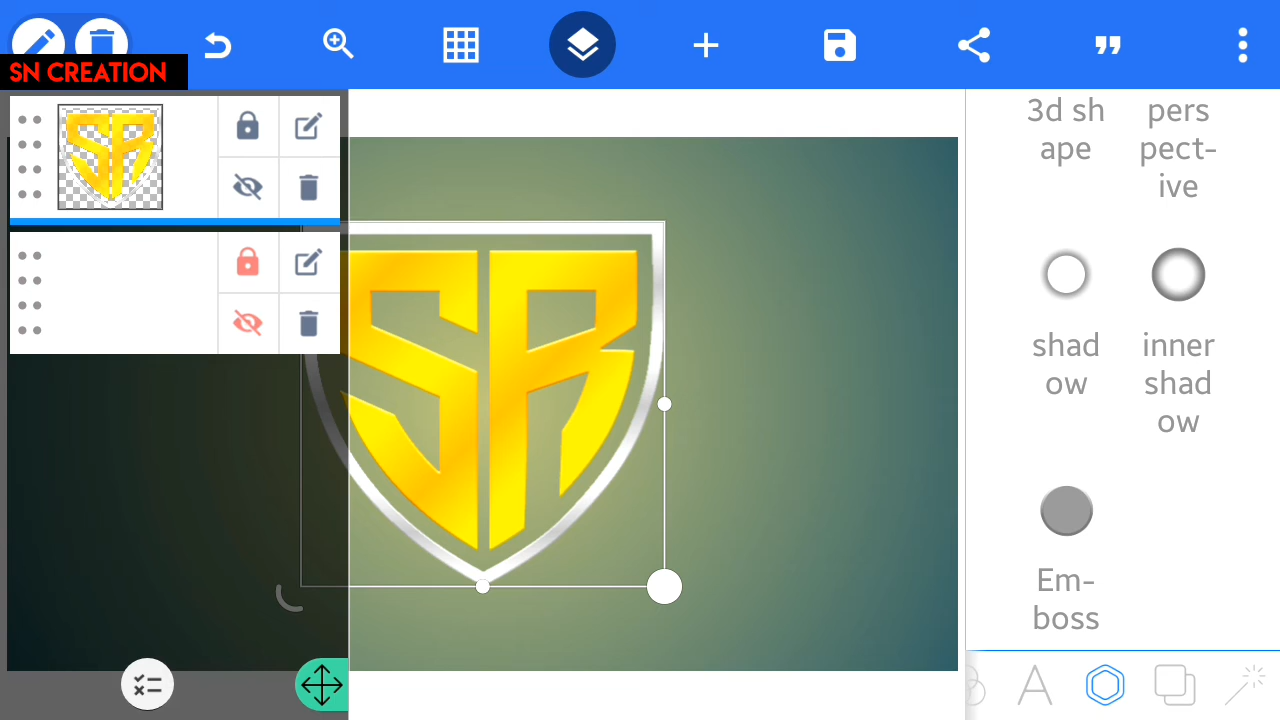 SN CREATION
SR
3d sh
ape
pers
pect-
ive
shad
ow
inner
shad
ow
Em-
boss